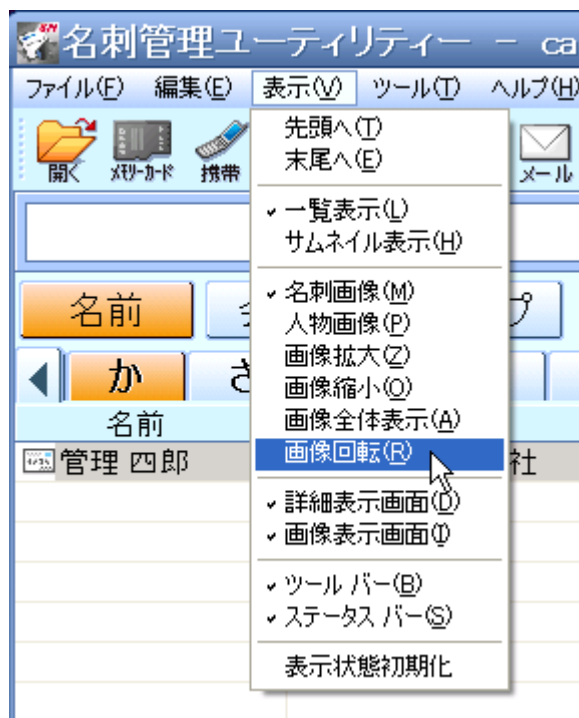 名刺管理ユーティリティー － ca
ファイル(F) 編集(E) 表示(V) ツール(T) ヘルプ(H)
開く メモリーカード 携帯 メール
先頭へ(T)
末尾へ(E)
一覧表示(L)
サムネイル表示(H)
名刺画像(M)
人物画像(P)
画像拡大(Z)
画像縮小(O)
画像全体表示(A)
画像回転(R)
詳細表示画面(D)
画像表示画面(I)
ツール バー(B)
ステータス バー(S)
表示状態初期化
名前 プ
か さ
名前
管理 四郎 社